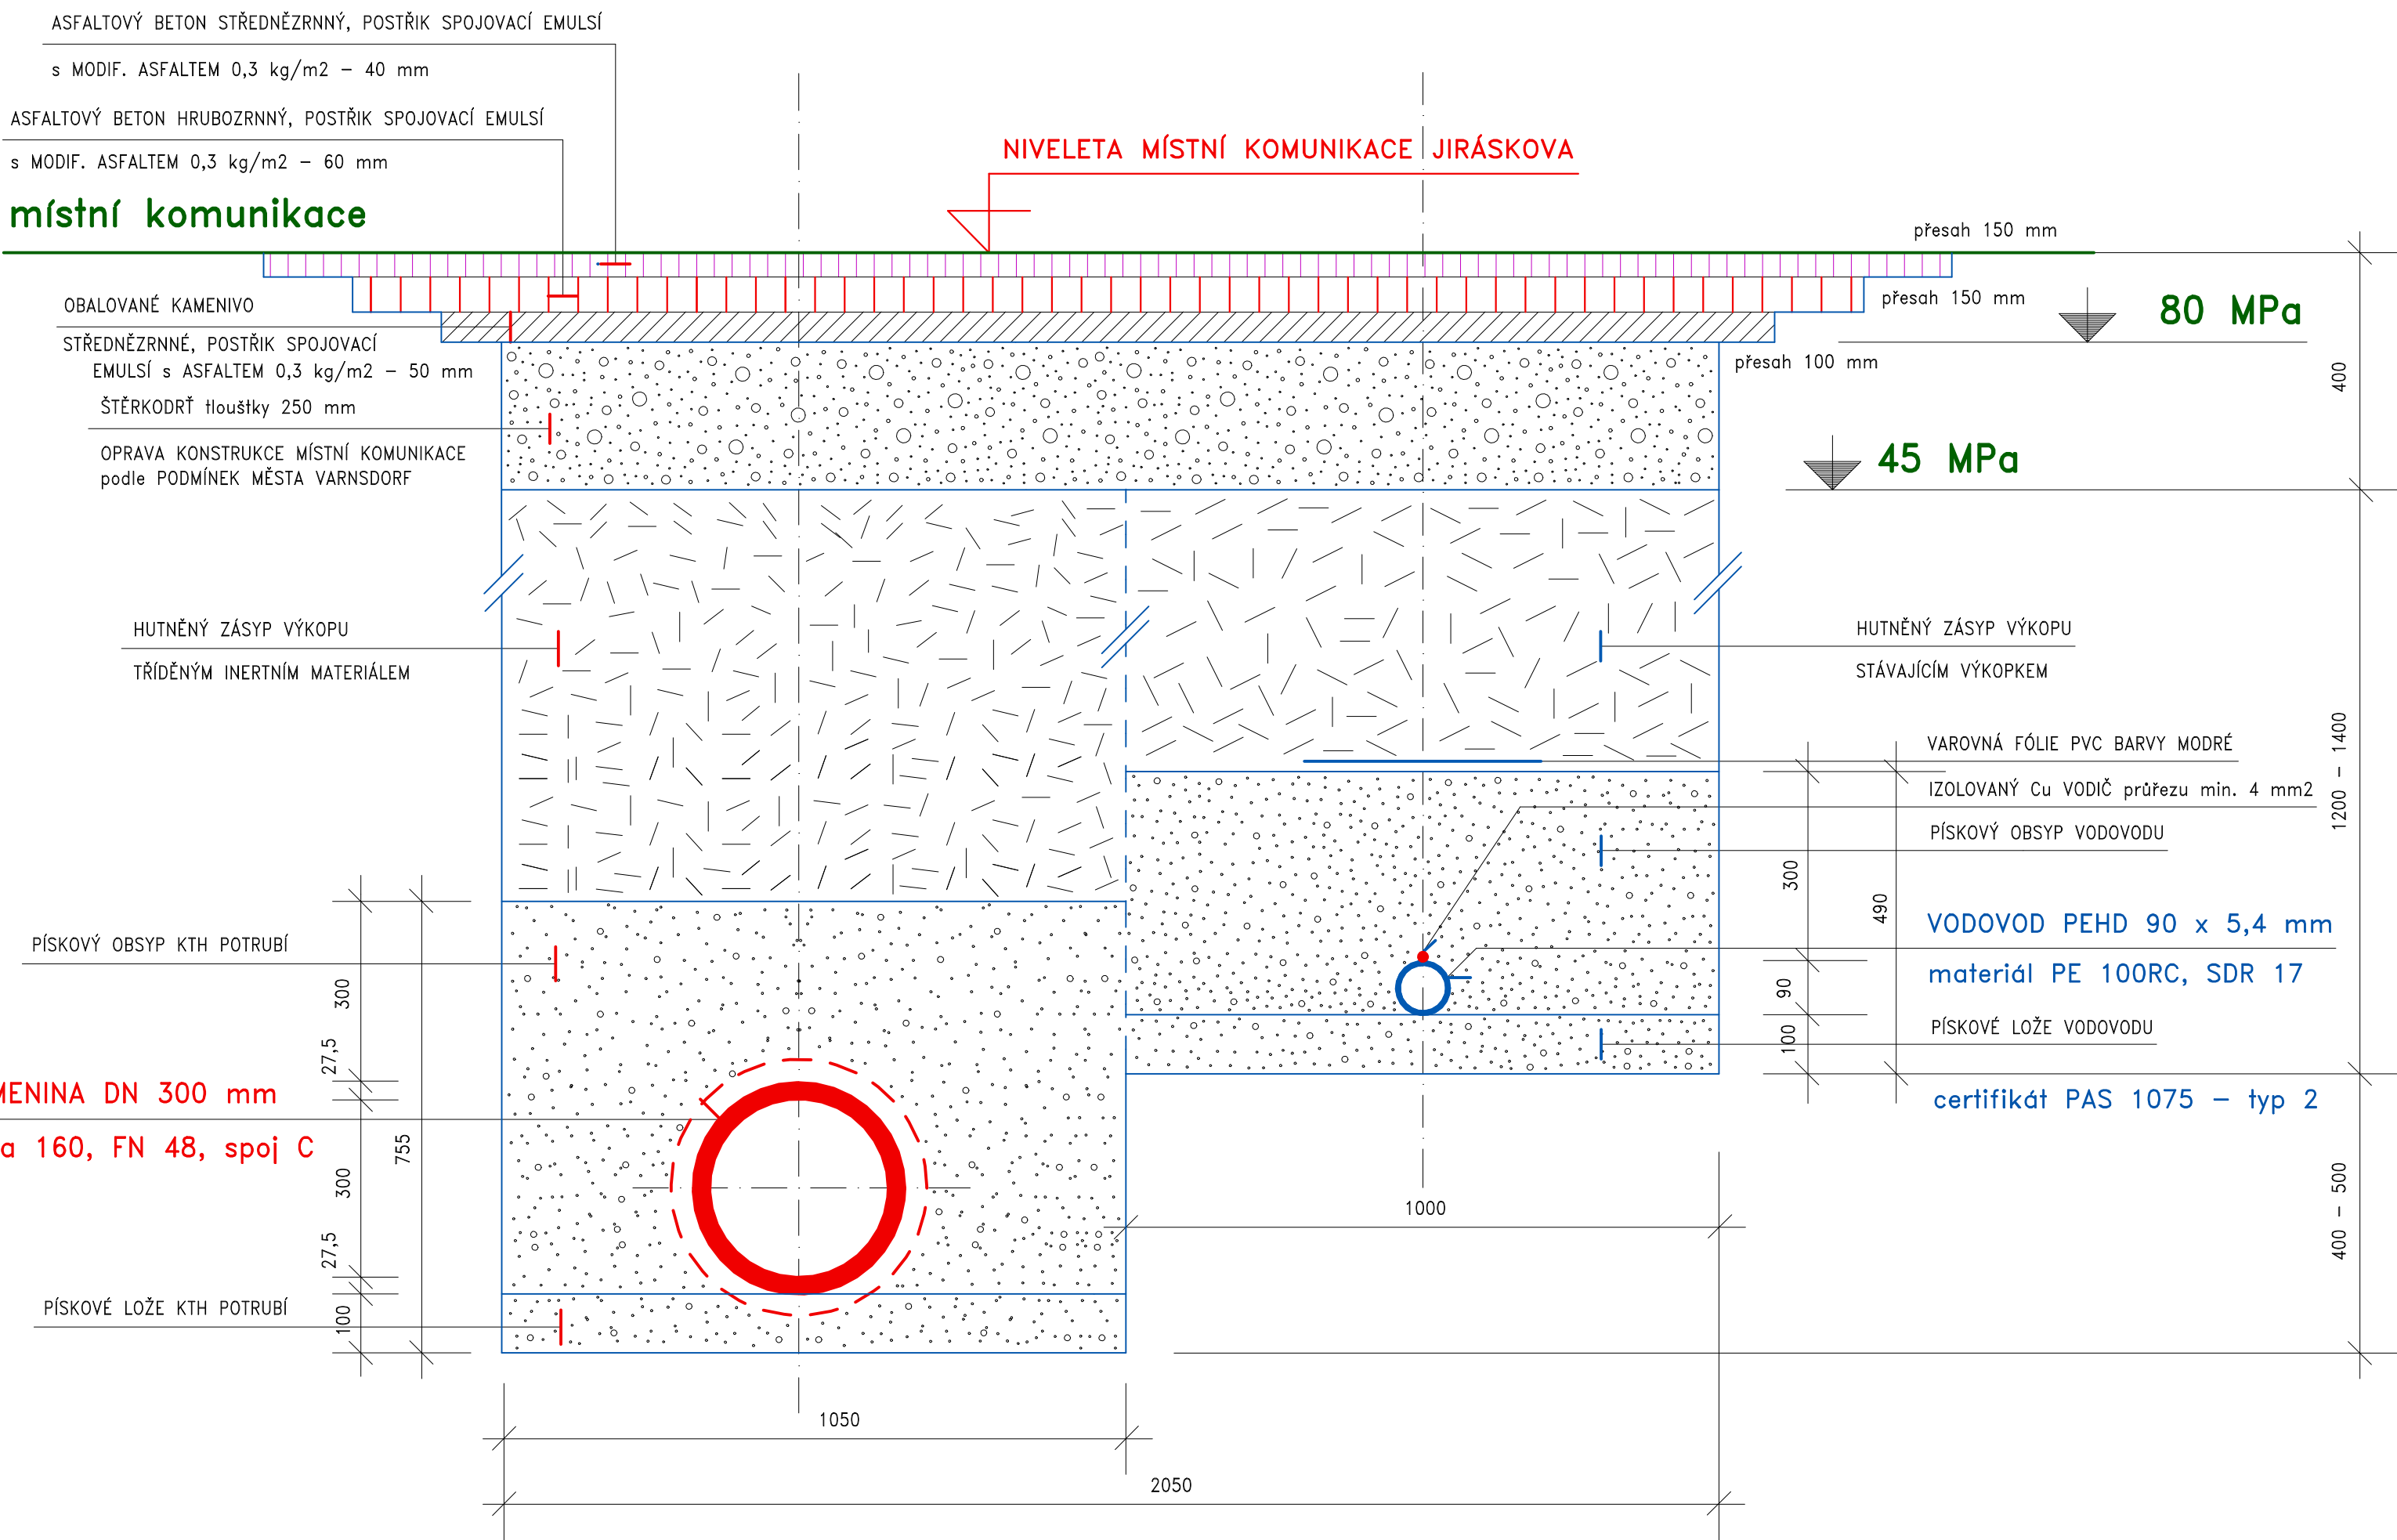 ASFALTOVÝ BETON STŘEDNĚZRNNÝ, POSTŘIK SPOJOVACÍ EMULSÍ
s MODIF. ASFALTEM 0,3 kg/m2 – 40 mm
ASFALTOVÝ BETON HRUBOZRNNÝ, POSTŘIK SPOJOVACÍ EMULSÍ
s MODIF. ASFALTEM 0,3 kg/m2 – 60 mm
NIVELETA MÍSTNÍ KOMUNIKACE JIRÁSKOVA
místní komunikace
přesah 150 mm
přesah 150 mm
80 MPa
přesah 100 mm
400
OBALOVANÉ KAMENIVO
STŘEDNĚZRNNÉ, POSTŘIK SPOJOVACÍ
EMULSÍ s ASFALTEM 0,3 kg/m2 – 50 mm
ŠTĚRKODRŤ tloušťky 250 mm
OPRAVA KONSTRUKCE MÍSTNÍ KOMUNIKACE
podle PODMÍNEK MĚSTA VARNSDORF
45 MPa
HUTNĚNÝ ZÁSYP VÝKOPU
TŘÍDĚNÝM INERTNÍM MATERIÁLEM
HUTNĚNÝ ZÁSYP VÝKOPU
STÁVAJÍCÍM VÝKOPKEM
VAROVNÁ FÓLIE PVC BARVY MODRÉ
IZOLOVANÝ Cu VODIČ průřezu min. 4 mm2
PÍSKOVÝ OBSYP VODOVODU
1200 – 1400
300
490
90
100
VODOVOD PEHD 90 x 5,4 mm
materiál PE 100RC, SDR 17
PÍSKOVÉ LOŽE VODOVODU
certifikát PAS 1075 – typ 2
PÍSKOVÝ OBSYP KTH POTRUBÍ
300
27,5
MENINA DN 300 mm
a 160, FN 48, spoj C
755
300
27,5
100
PÍSKOVÉ LOŽE KTH POTRUBÍ
1000
400 – 500
1050
2050